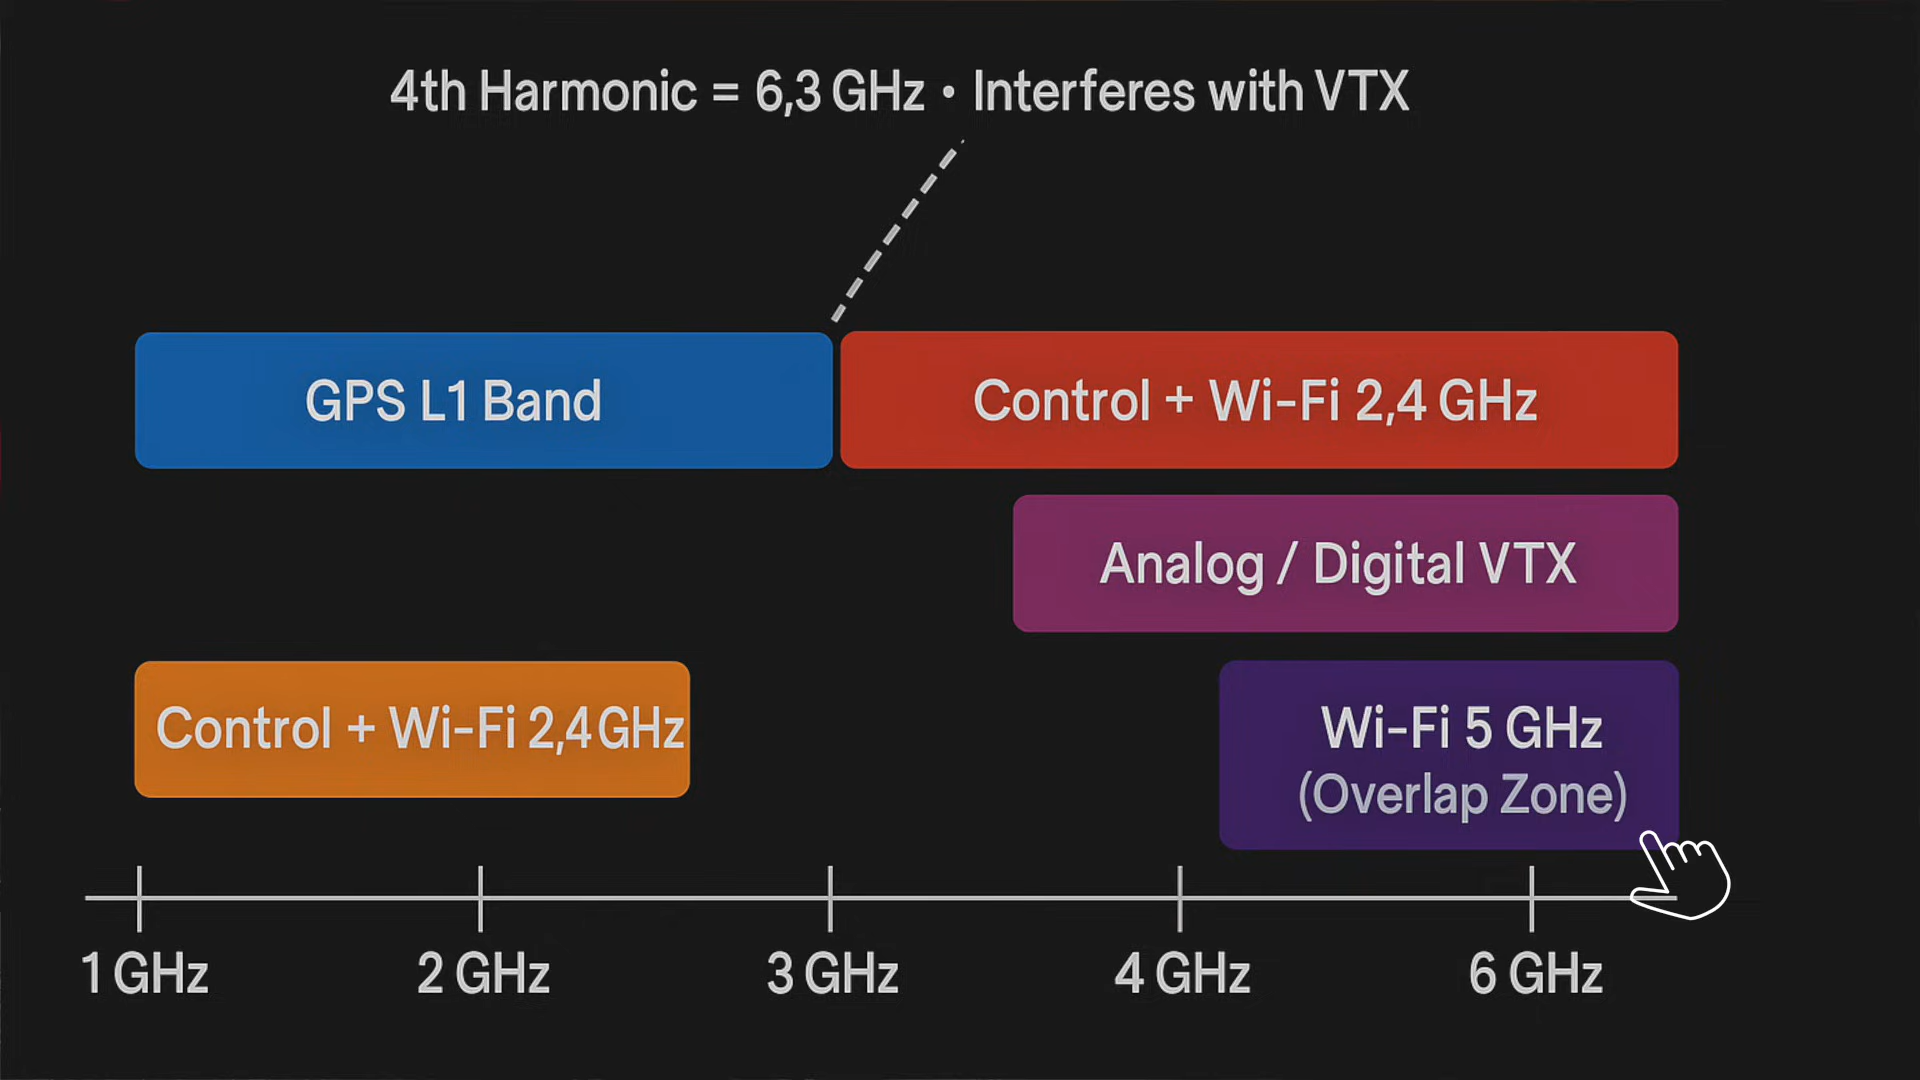 4th Harmonic = 6,3 GHz • Interferes with VTX
GPS L1 Band
Control + Wi-Fi 2,4 GHz
Analog / Digital VTX
Control + Wi-Fi 2,4 GHz
Wi-Fi 5 GHz
(Overlap Zone)
1 GHz
2 GHz
3 GHz
4 GHz
6 GHz